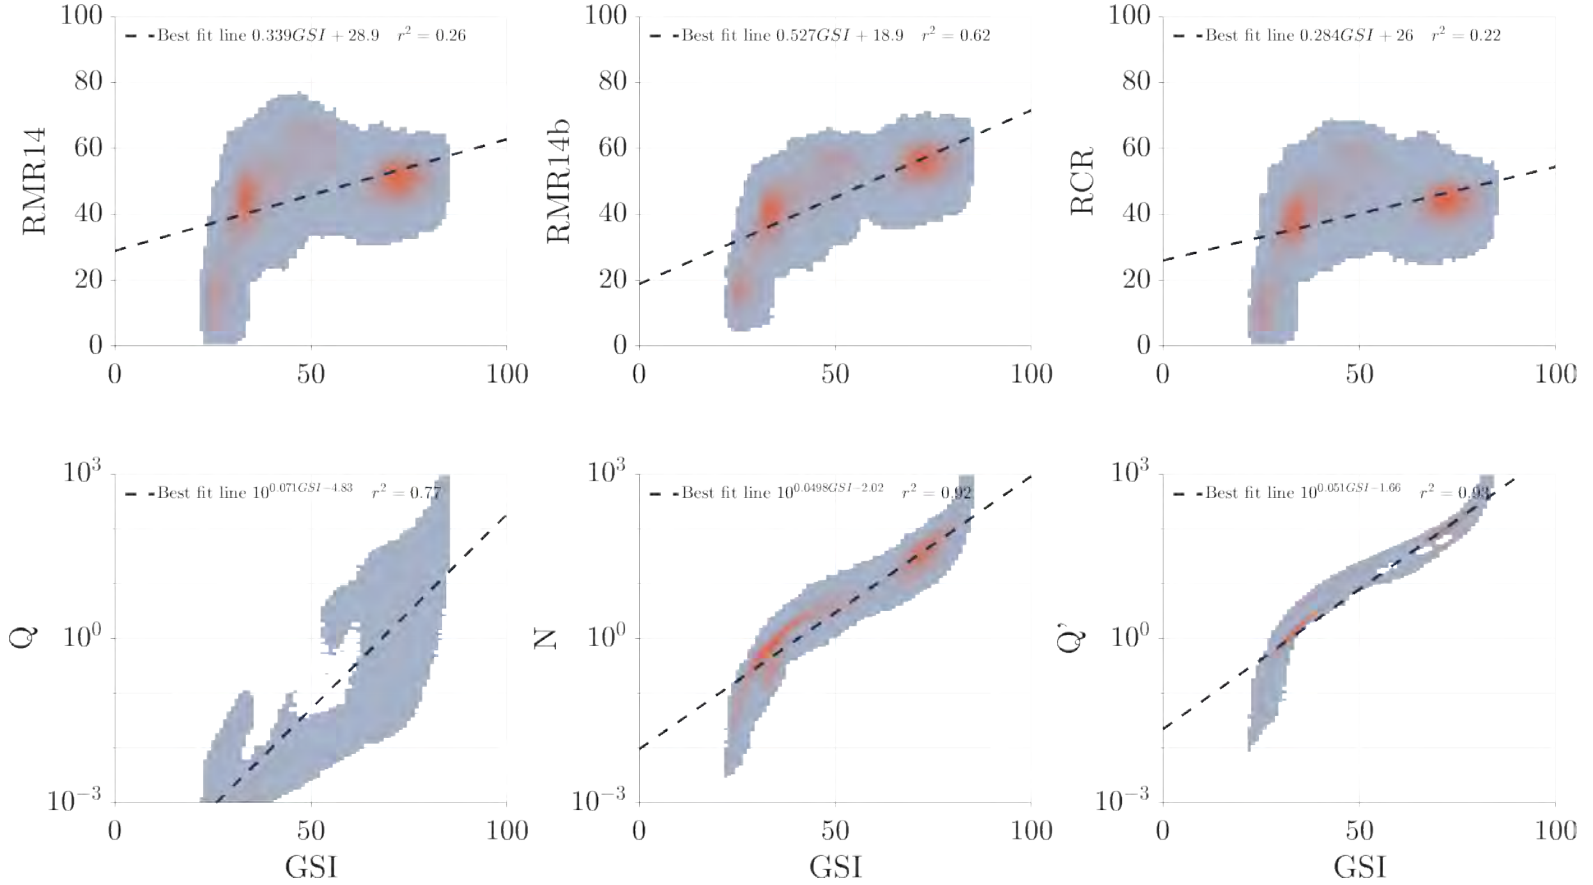 100
80
60
40
20
0
RMR14
Best fit line 0.339GSI + 28.9 r² = 0.26
0 50 100
100
80
60
40
20
0
RMR14b
Best fit line 0.527GSI + 18.9 r² = 0.62
0 50 100
100
80
60
40
20
0
RCR
Best fit line 0.284GSI + 26 r² = 0.22
0 50 100
10³
10⁰
10⁻³
Q
Best fit line 10^{0.071GSI−4.83} r² = 0.77
0 50 100
GSI
10³
10⁰
10⁻³
N
Best fit line 10^{0.0498GSI−2.02} r² = 0.92
0 50 100
GSI
10³
10⁰
10⁻³
Q'
Best fit line 10^{0.051GSI−1.66} r² = 0.93
0 50 100
GSI